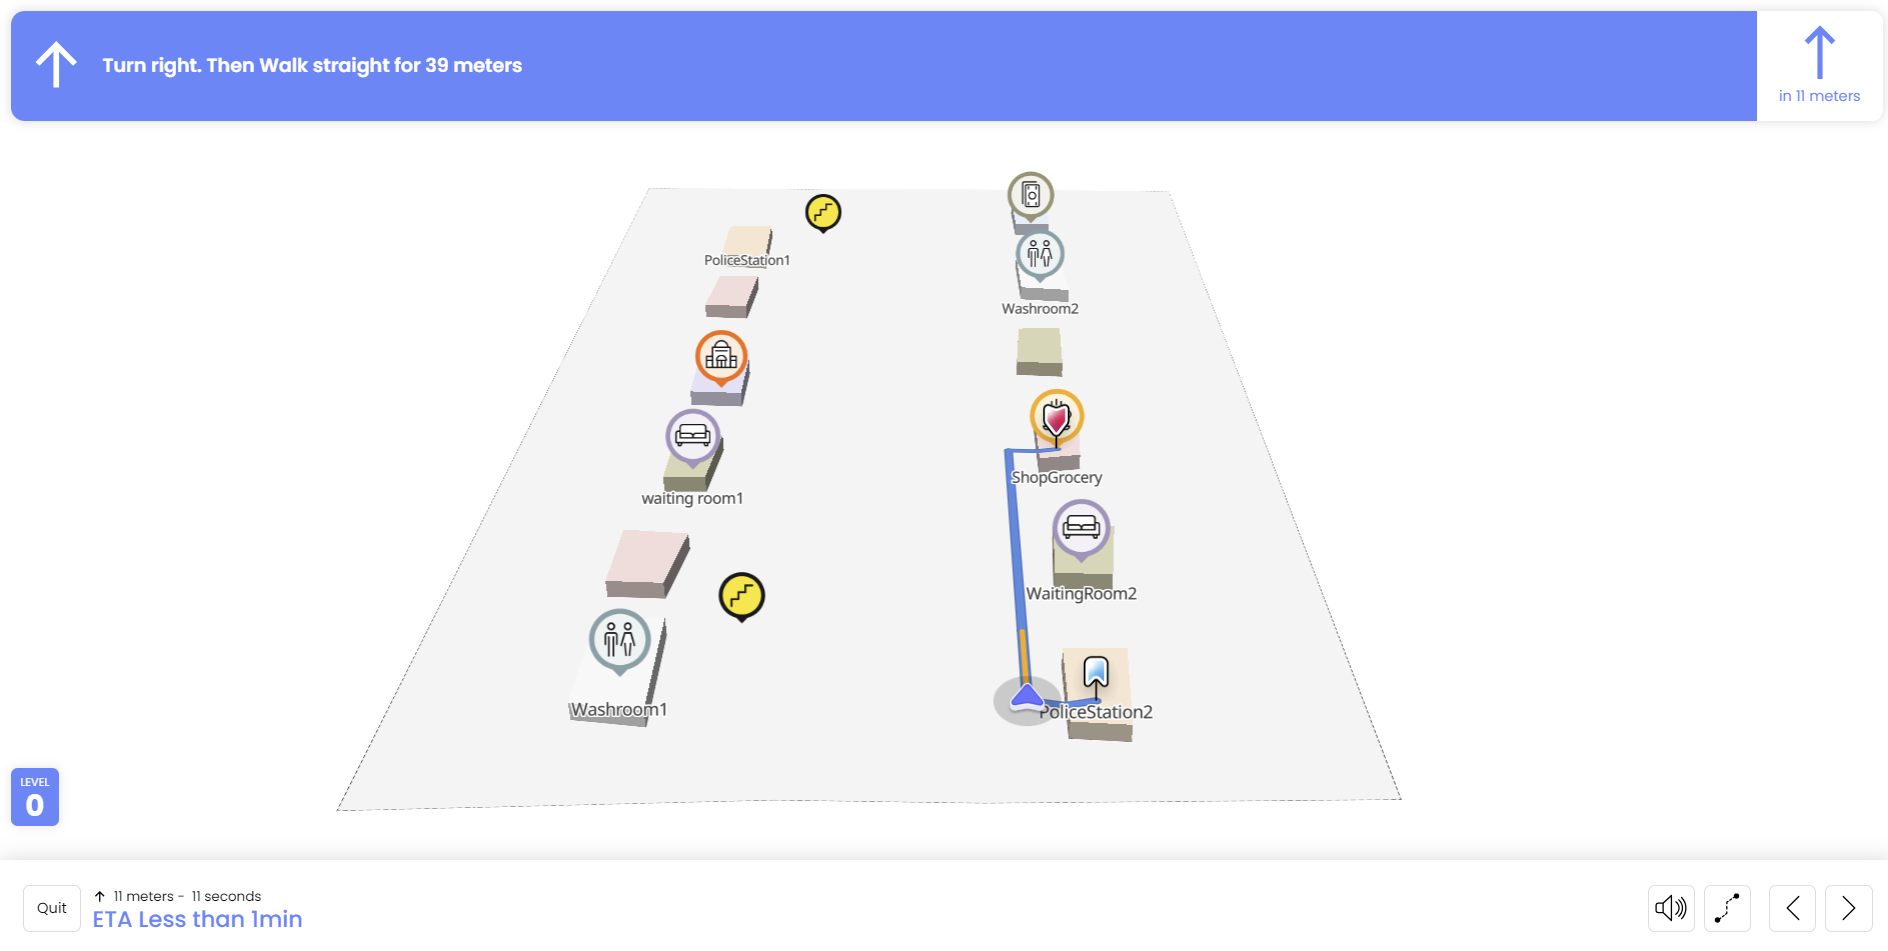 Turn right. Then Walk straight for 39 meters
in 11 meters
PoliceStation1
Washroom2
ShopGrocery
waiting room1
WaitingRoom2
Washroom1
PoliceStation2
LEVEL
0
Quit
11 meters - 11 seconds
ETA Less than 1min